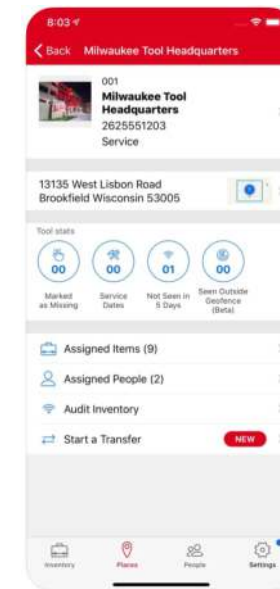 8:03
Back Milwaukee Tool Headquarters
001
Milwaukee Tool
Headquarters
2625551203
Service
13135 West Lisbon Road
Brookfield Wisconsin 53005
Tool stats
00
00
01
00
Marked
as Missing
Service
Dates
Not Seen in
5 Days
Seen Outside
Geofence
(Beta)
Assigned Items (9)
Assigned People (2)
Audit Inventory
Start a Transfer NEW
Inventory Places People Settings